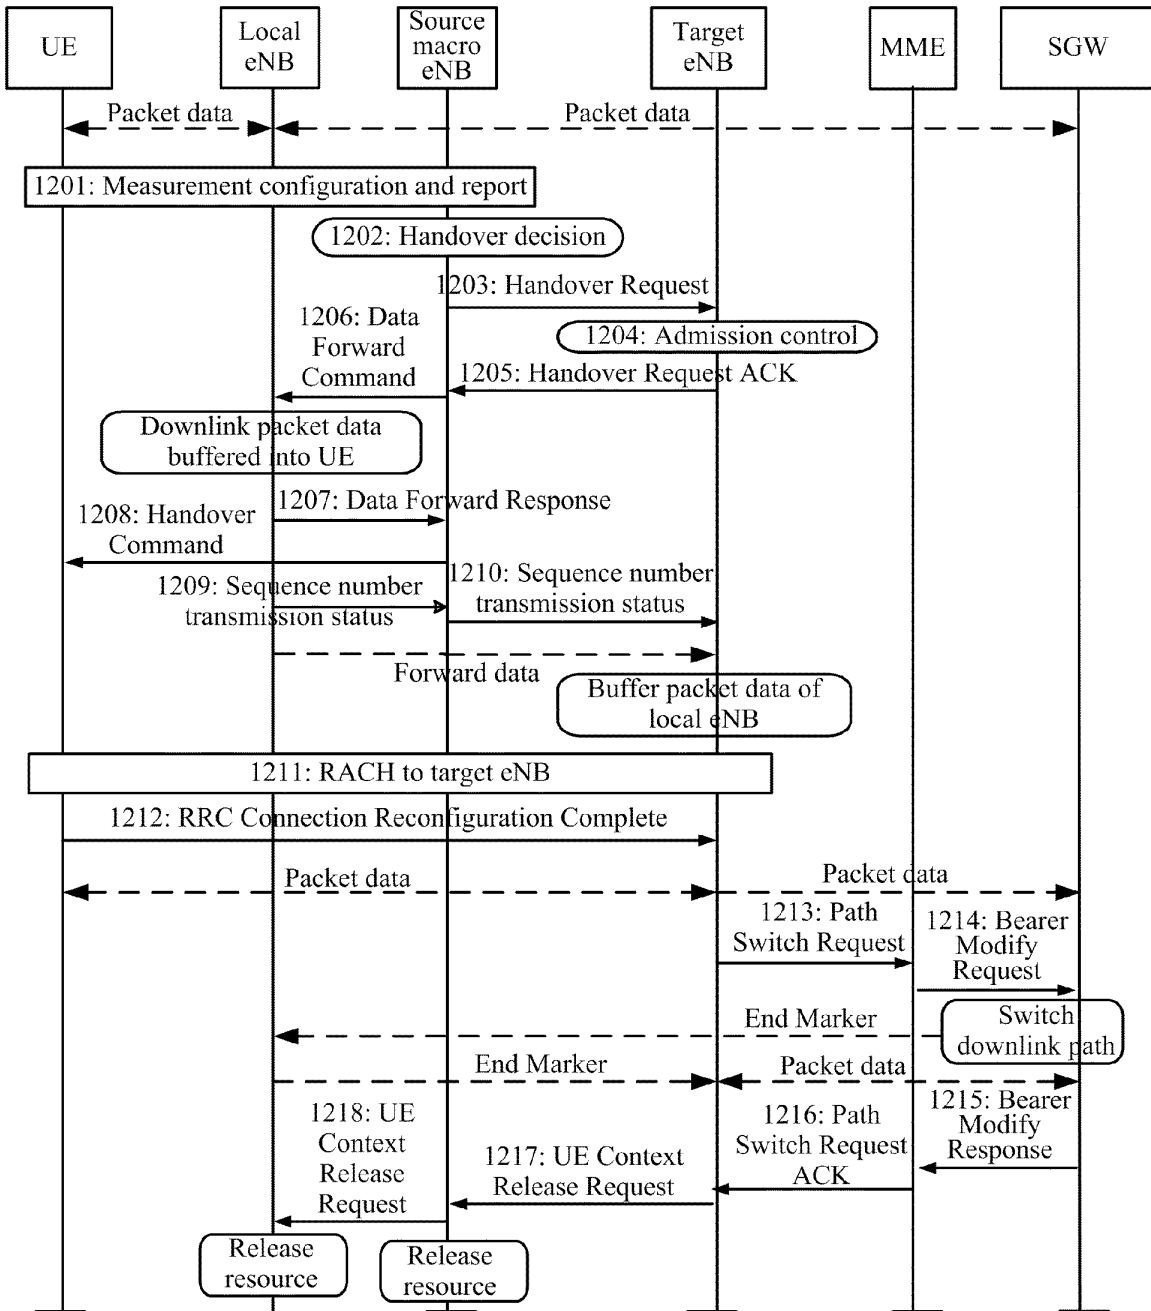 UE
Local
eNB
Source
macro
eNB
Target
eNB
MME
SGW
Packet data
Packet data
1201: Measurement configuration and report
1202: Handover decision
1203: Handover Request
1204: Admission control
1205: Handover Request ACK
1206: Data
Forward
Command
Downlink packet data
buffered into UE
1207: Data Forward Response
1208: Handover
Command
1209: Sequence number
transmission status
1210: Sequence number
transmission status
Forward data
Buffer packet data of
local eNB
1211: RACH to target eNB
1212: RRC Connection Reconfiguration Complete
Packet data
Packet data
1213: Path
Switch Request
1214: Bearer
Modify
Request
End Marker
Switch
downlink path
End Marker
Packet data
1215: Bearer
Modify
Response
1216: Path
Switch Request
ACK
1217: UE Context
Release Request
1218: UE
Context
Release
Request
Release
resource
Release
resource